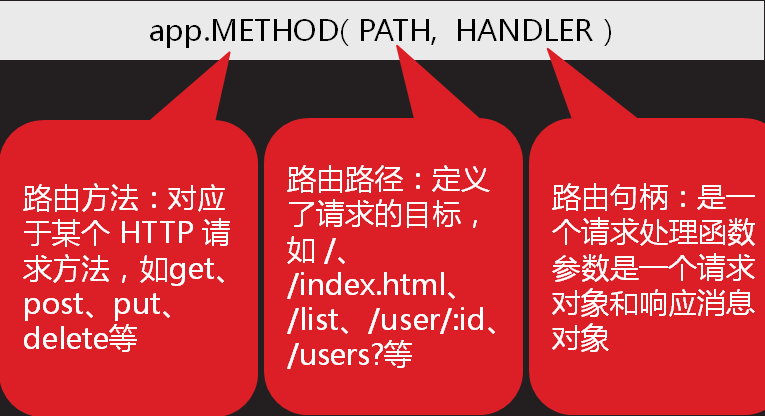 app.METHOD( PATH, HANDLER )
路由方法：对应
于某个 HTTP 请
求方法，如get、
post、put、
delete等
路由路径：定义
了请求的目标，
如 /、
/index.html、
/list、/user/:id、
/users?等
路由句柄：是一
个请求处理函数
参数是一个请求
对象和响应消息
对象